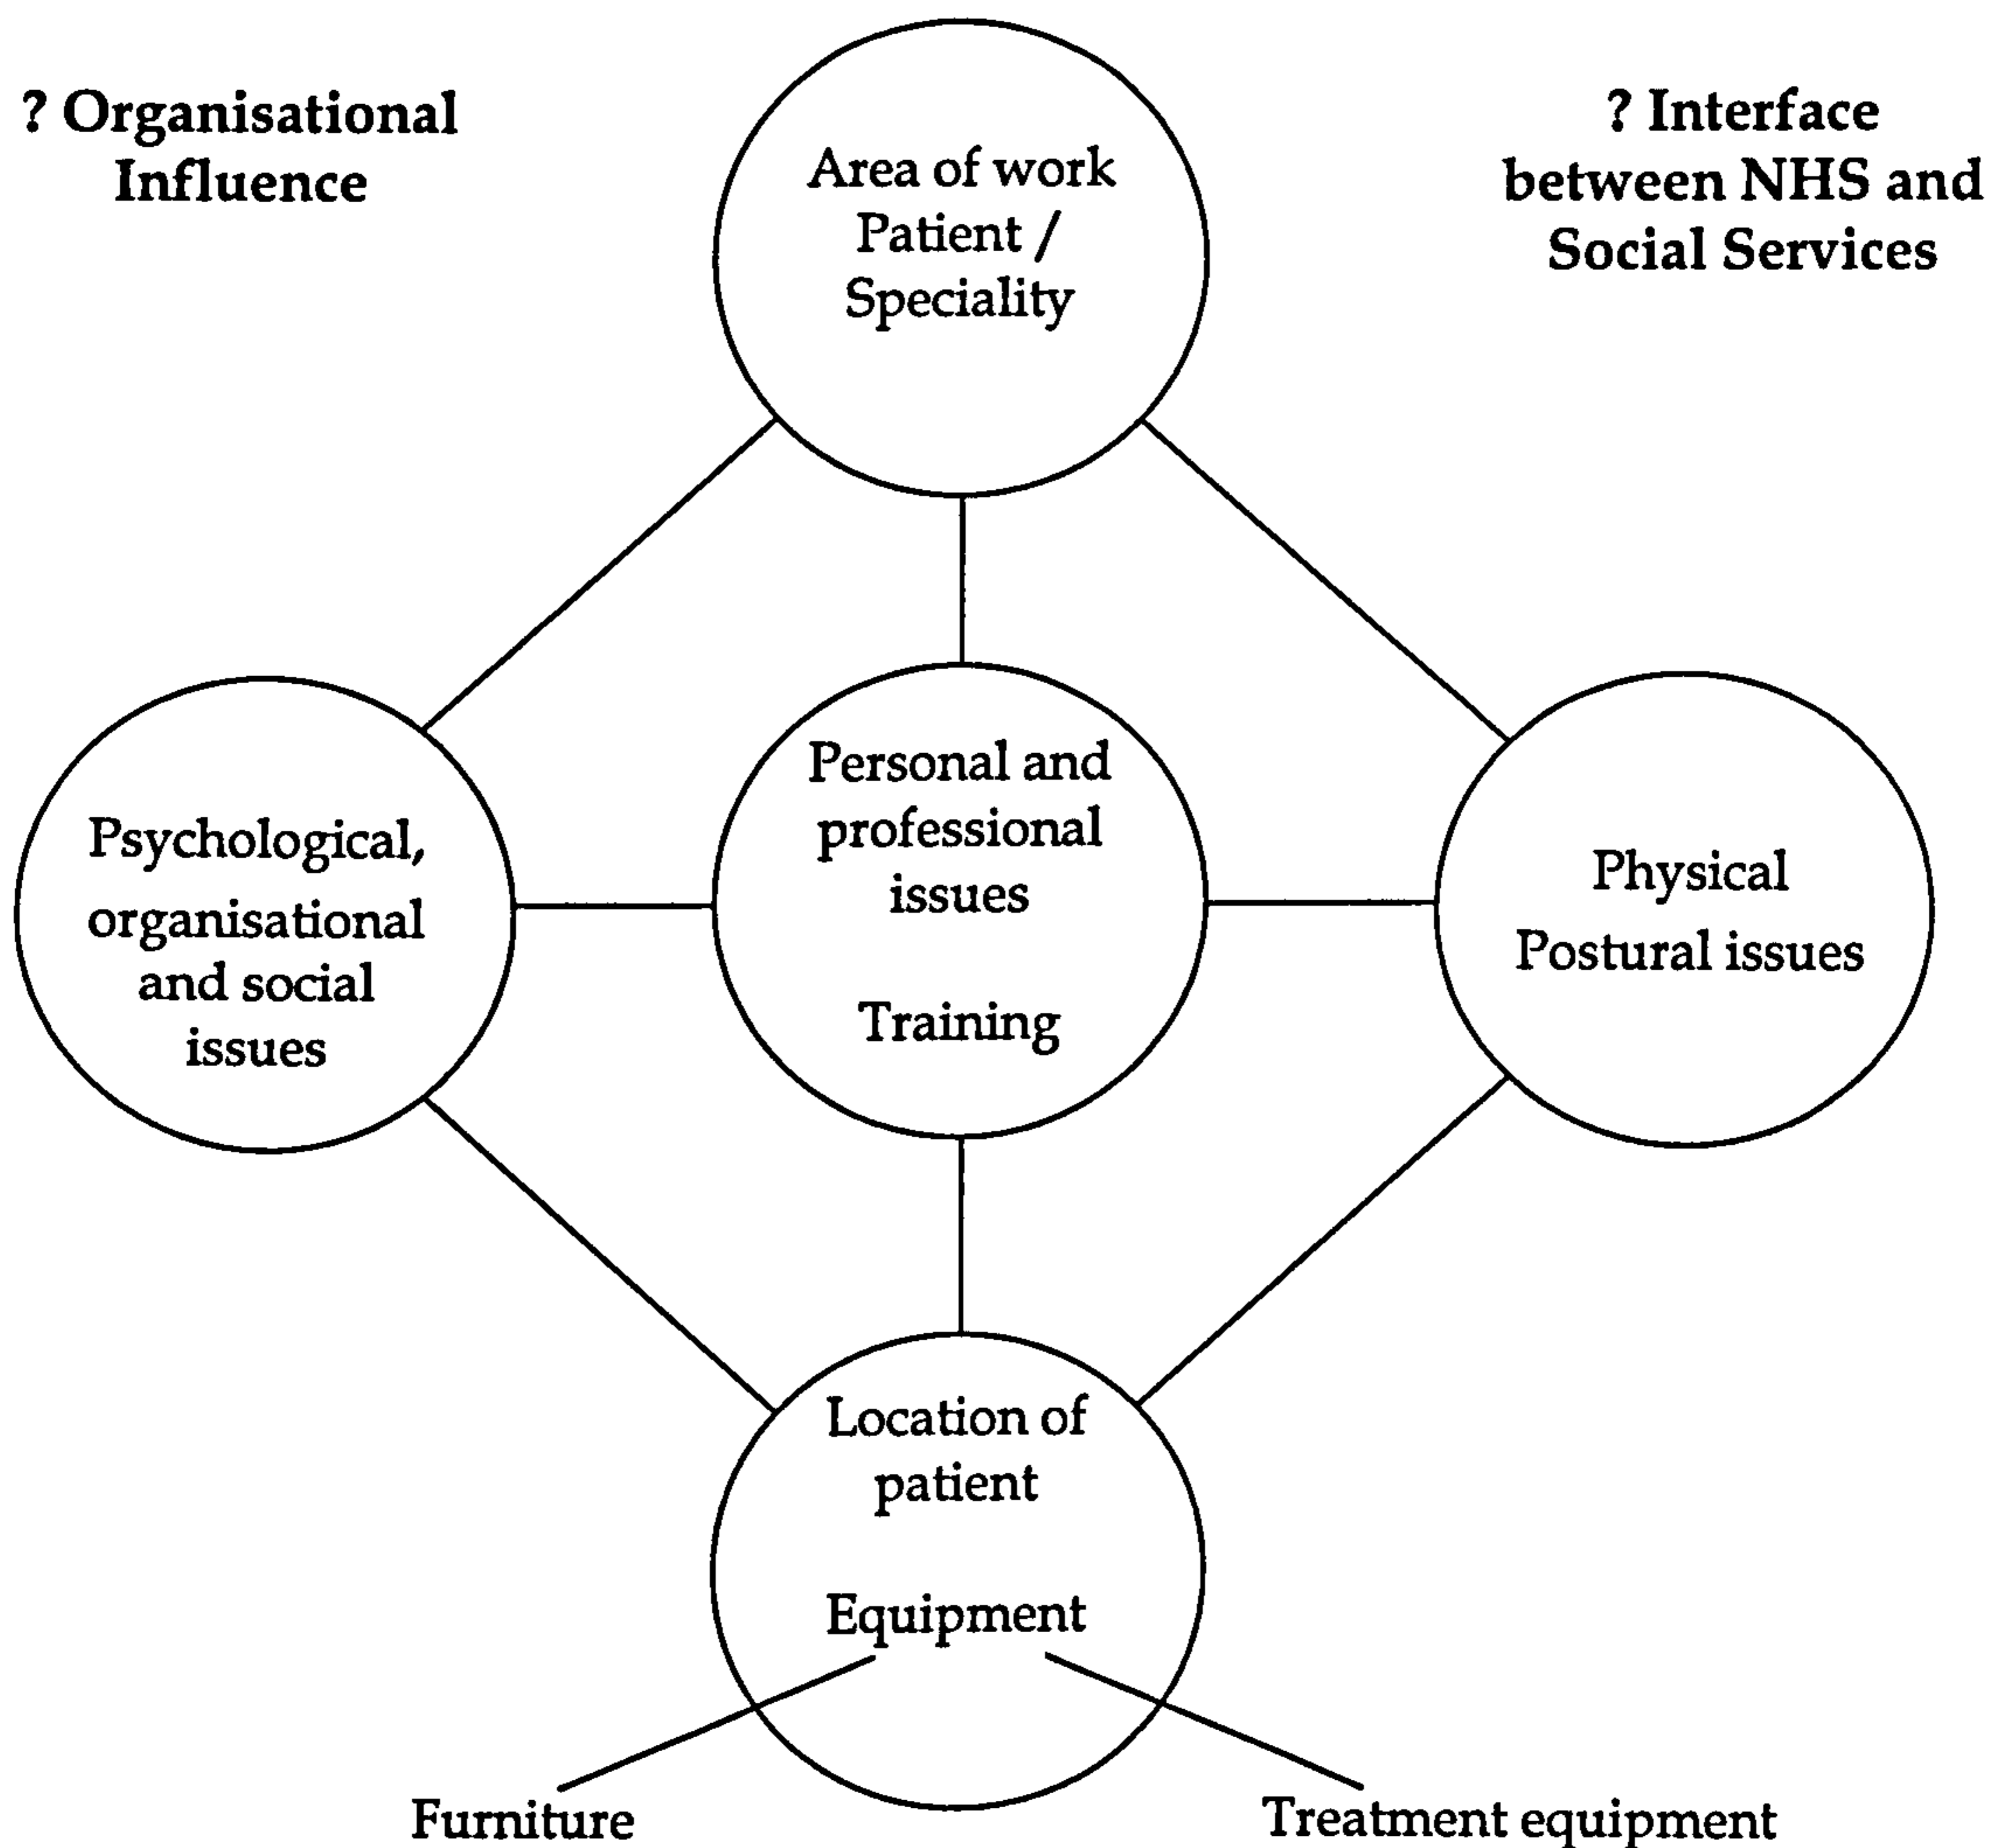 ? Organisational
Influence
? Interface
between NHS and
Social Services
Area of work
Patient /
Speciality
Psychological,
organisational
and social
issues
Personal and
professional
issues
Training
Physical
Postural issues
Location of
patient
Equipment
Furniture
Treatment equipment